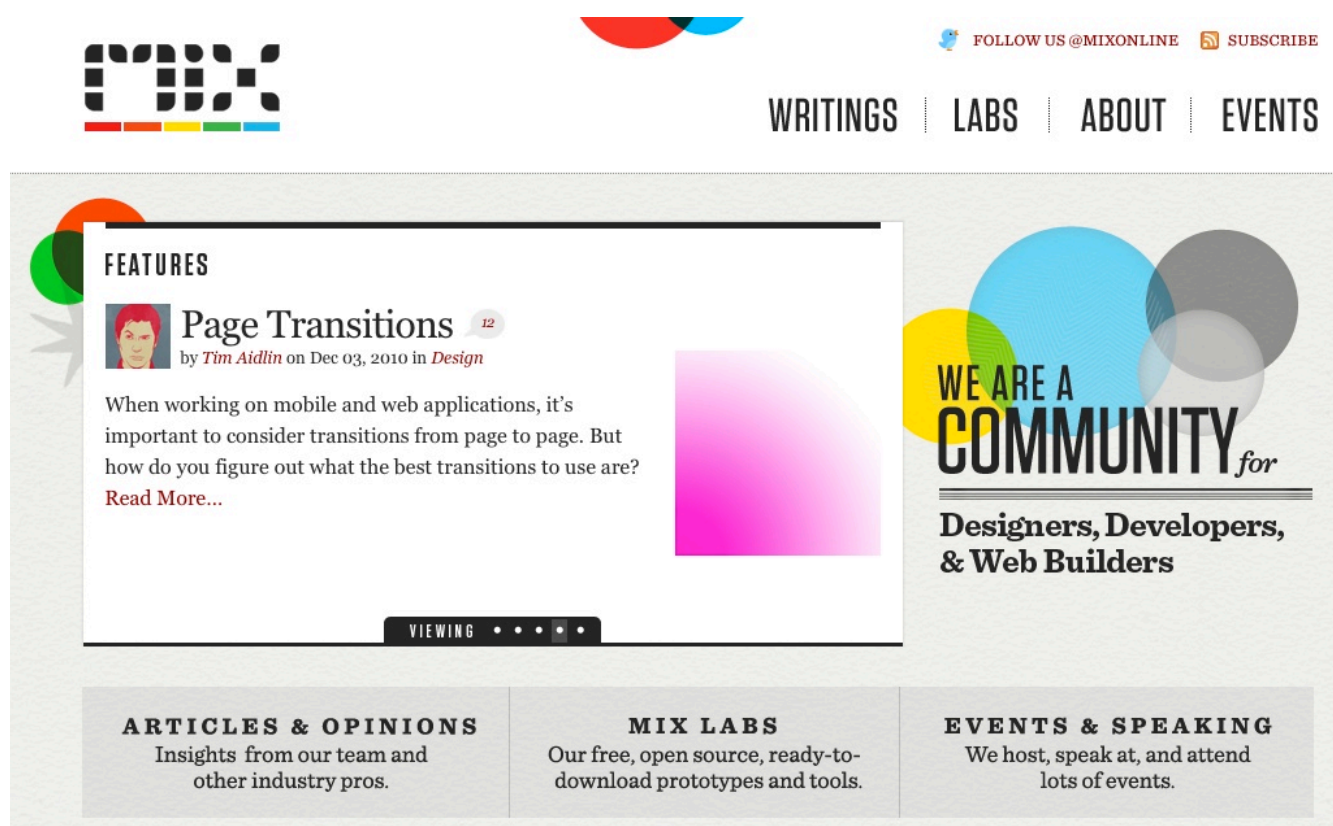 mix
FOLLOW US @MIXONLINE SUBSCRIBE
WRITINGS LABS ABOUT EVENTS
FEATURES
Page Transitions 12
by Tim Aidlin on Dec 03, 2010 in Design
When working on mobile and web applications, it’s
important to consider transitions from page to page. But
how do you figure out what the best transitions to use are?
Read More...
VIEWING
WE ARE A
COMMUNITY for
Designers, Developers,
& Web Builders
ARTICLES & OPINIONS
Insights from our team and
other industry pros.
MIX LABS
Our free, open source, ready-to-
download prototypes and tools.
EVENTS & SPEAKING
We host, speak at, and attend
lots of events.